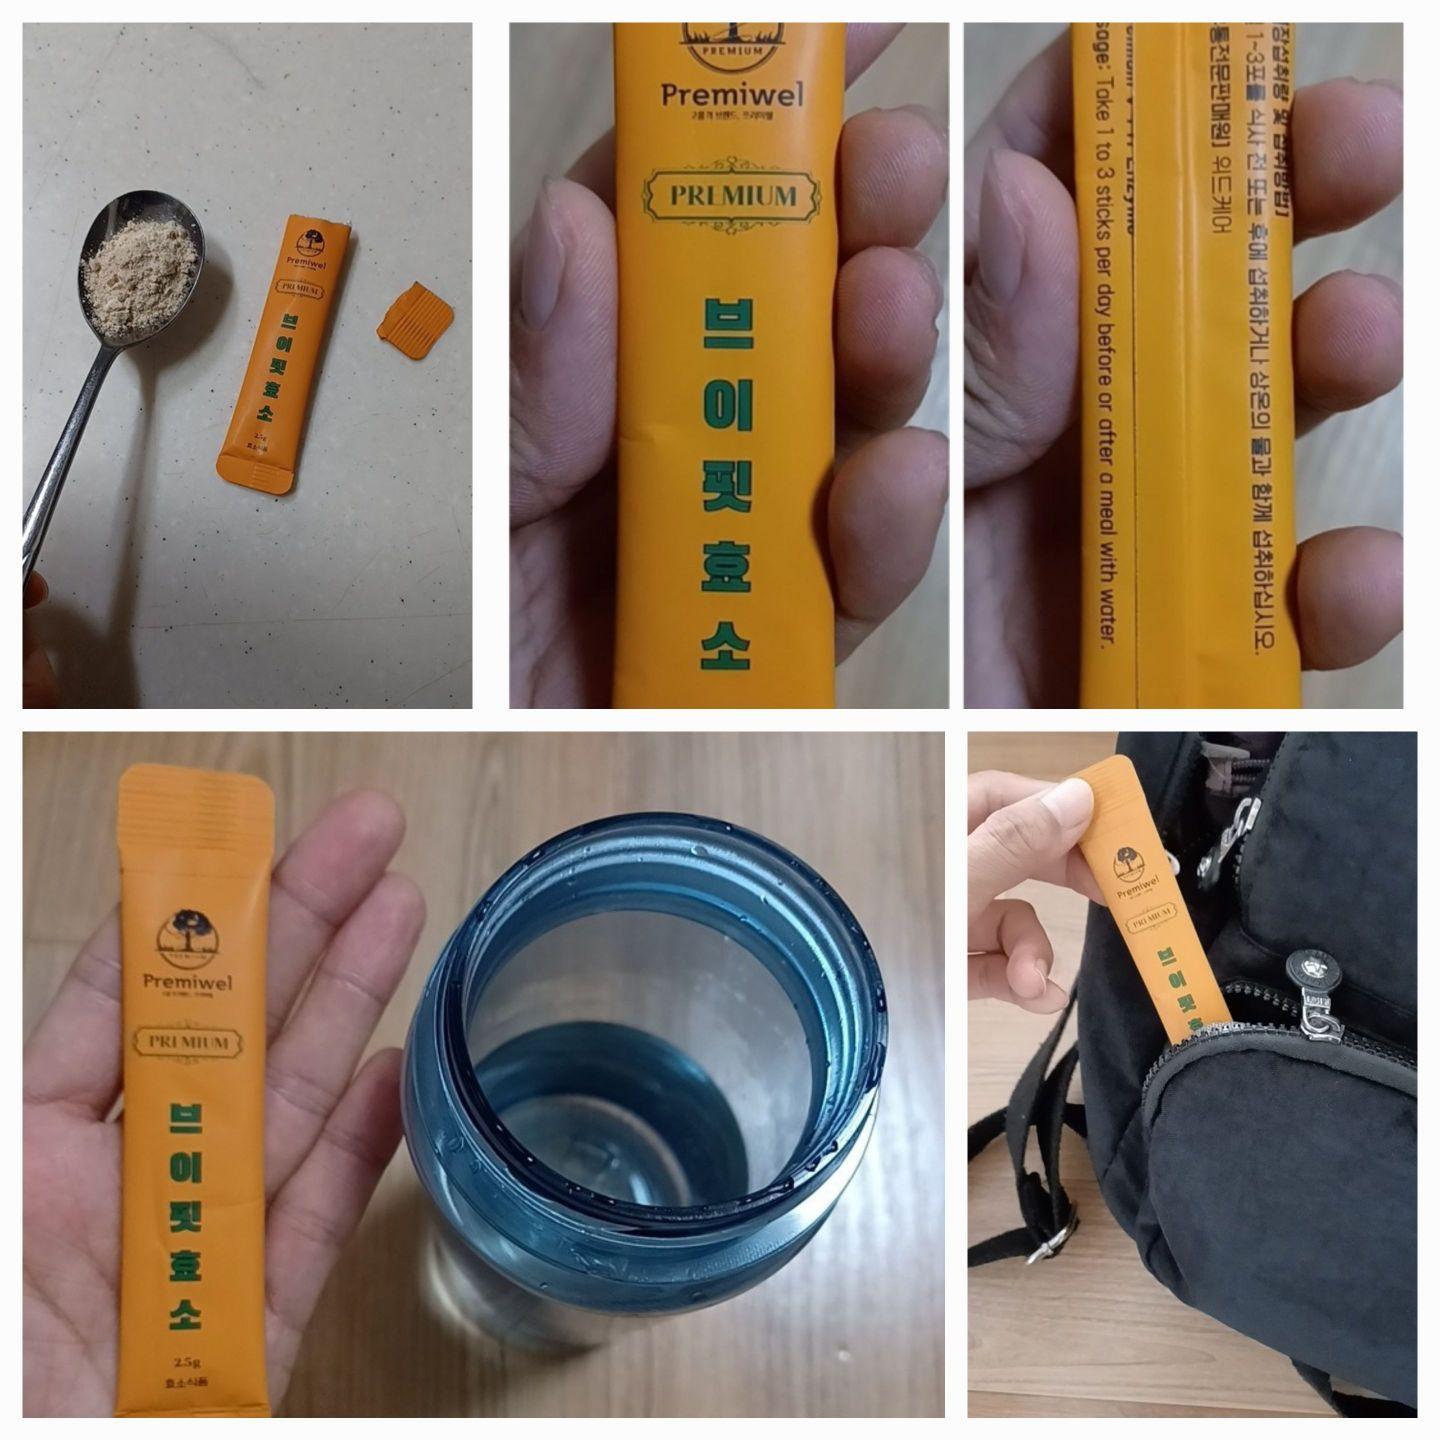 Premiwel
PREMIUM
브
이
핏
효
소
2.5g
효소식품
PREMIUM
Premiwel
PREMIUM
브
이
핏
효
소
1~3포를 식사 전 또는 후에 섭취하거나 상온의 물과 함께 섭취하십시오.
위드케어
sage: Take 1 to 3 sticks per day before or after a meal with water.
PREMIUM
Premiwel
PREMIUM
브
이
핏
효
소
2.5g
효소식품
Premiwel
PREMIUM
브
이
핏
효